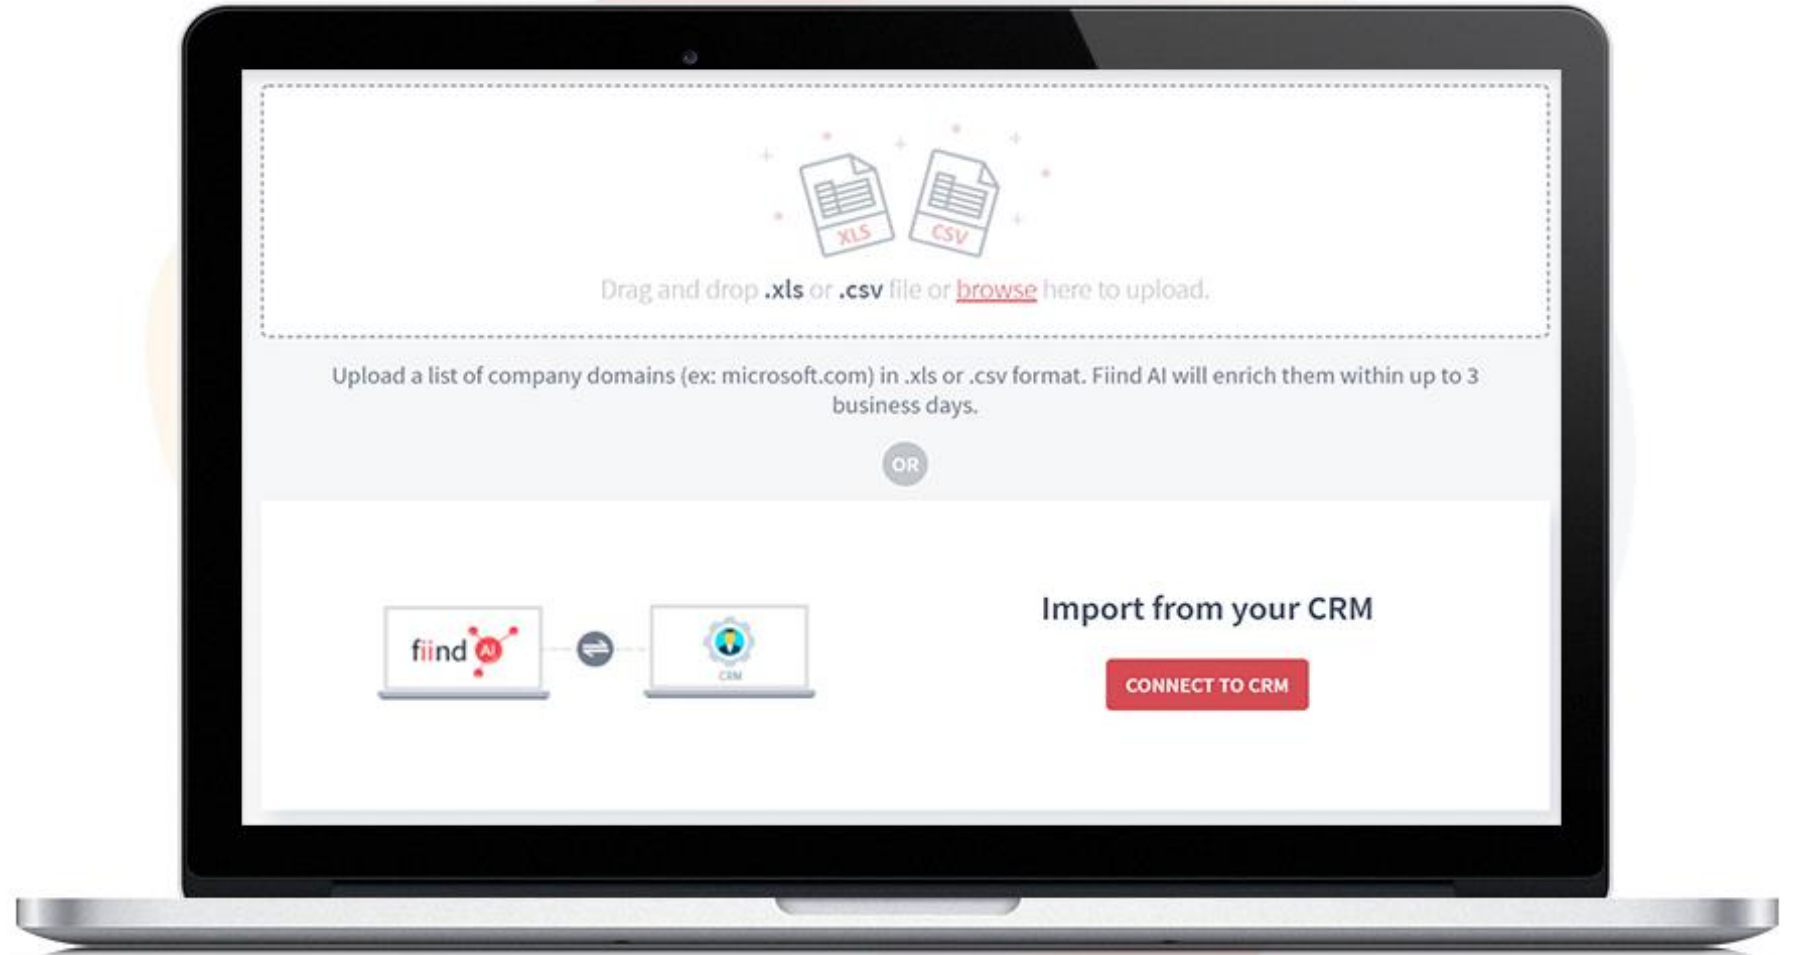 XLS
CSV
Drag and drop .xls or .csv file or browse here to upload.
Upload a list of company domains (ex: microsoft.com) in .xls or .csv format. Fiind AI will enrich them within up to 3
business days.
OR
Import from your CRM
fiind AI
CRM
CONNECT TO CRM